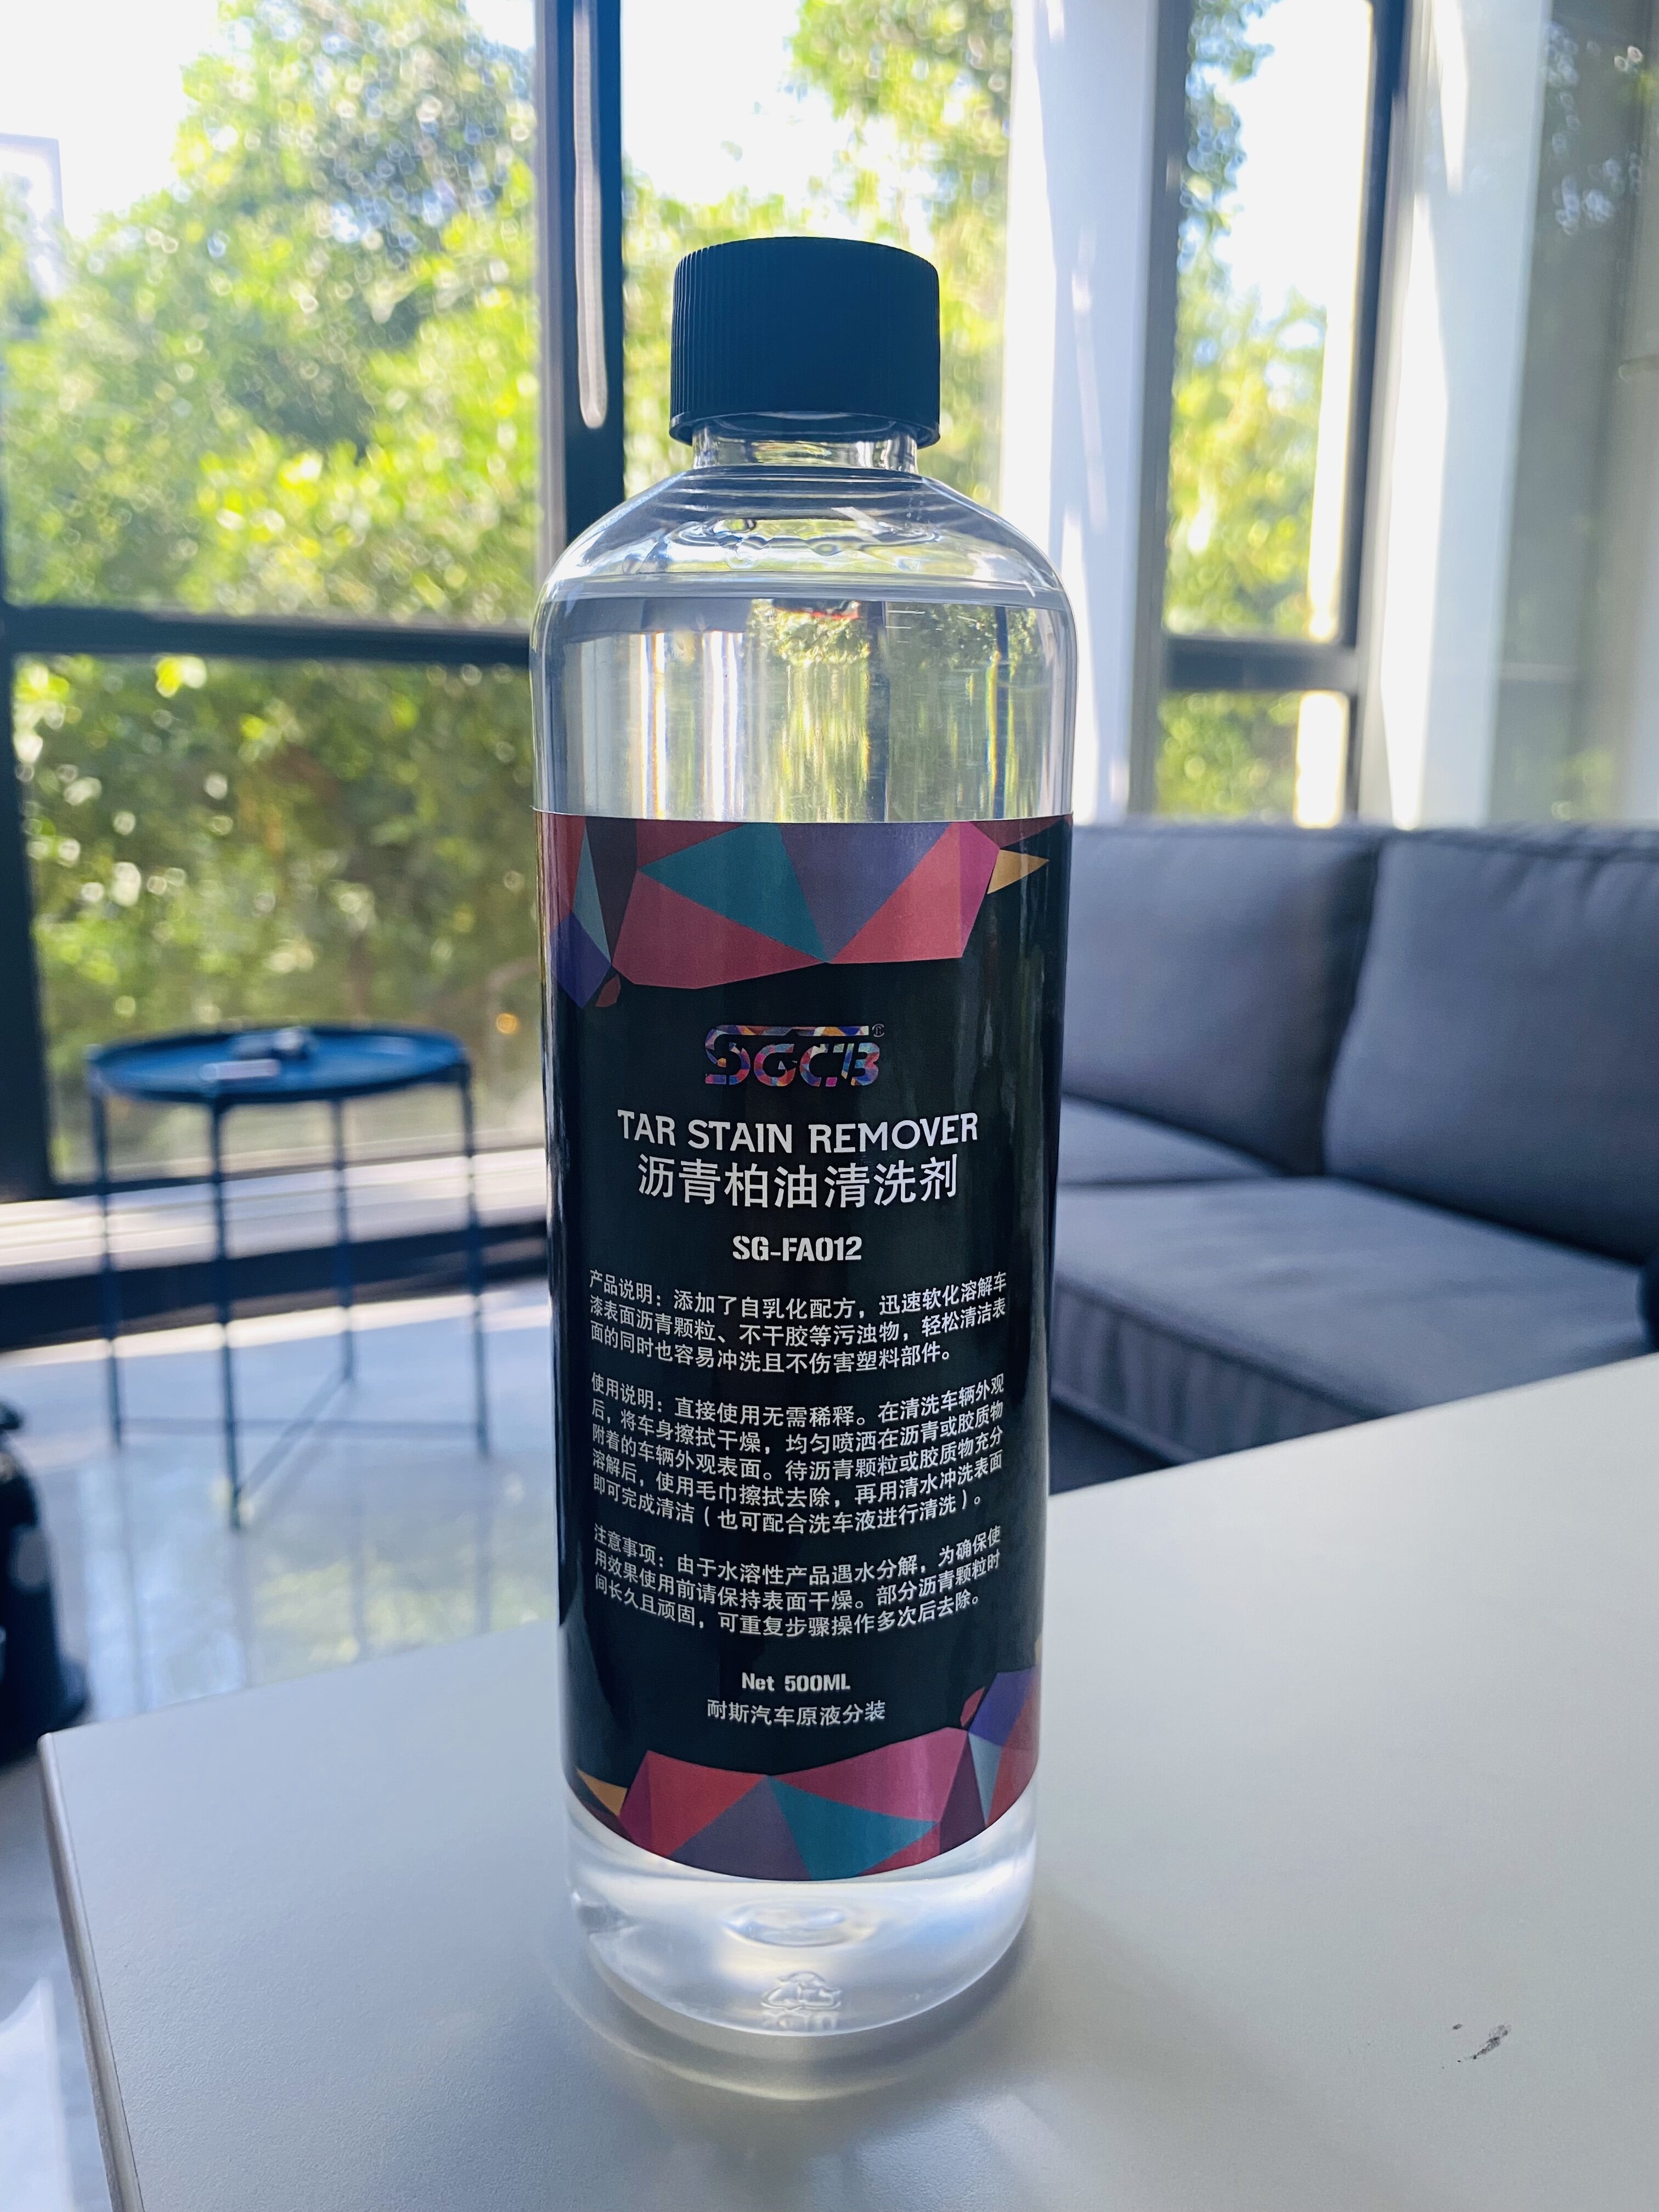 SGCB®
TAR STAIN REMOVER
沥青柏油清洗剂
SG-FA012
产品说明：添加了自乳化配方，迅速软化溶解车
漆表面沥青颗粒、不干胶等污浊物，轻松清洁表
面的同时也容易冲洗且不伤害塑料部件。
使用说明：直接使用无需稀释。在清洗车辆外观
后，将车身擦拭干燥，均匀喷洒在沥青或胶质物
附着的车辆外观表面。待沥青颗粒或胶质物充分
溶解后，使用毛巾擦拭去除，再用清水冲洗表面
即可完成清洁（也可配合洗车液进行清洗）。
注意事项：由于水溶性产品遇水分解，为确保使
用效果使用前请保持表面干燥。部分沥青颗粒时
间长久且顽固，可重复步骤操作多次后去除。
Net 500ML
耐斯汽车原液分装